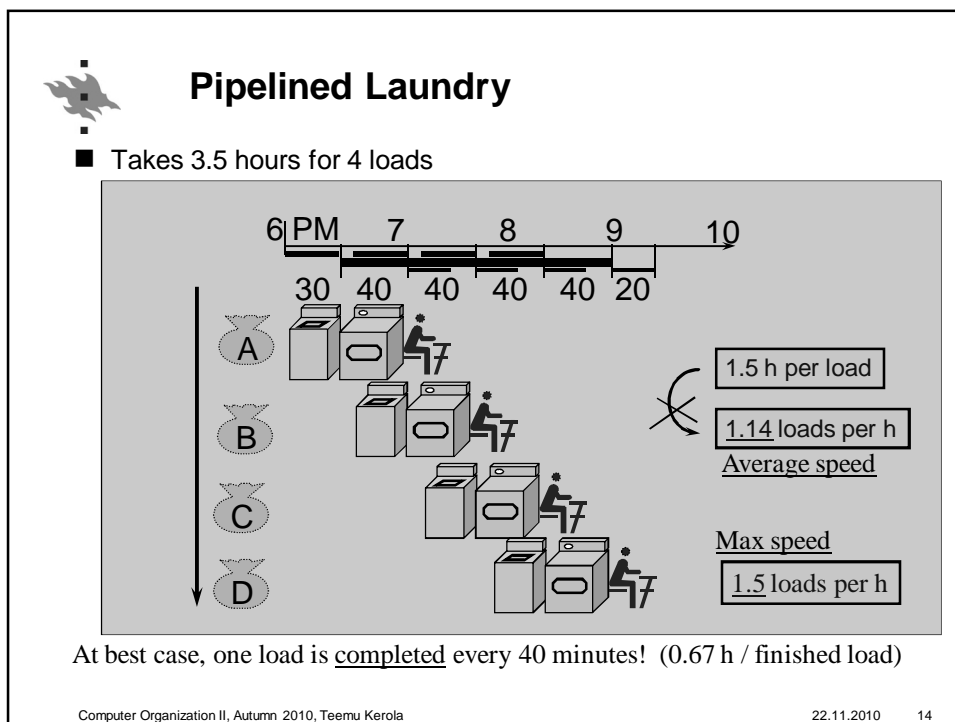 Pipelined Laundry
Takes 3.5 hours for 4 loads
6 PM 7 8 9 10
30 40 40 40 40 20
A
1.5 h per load
B
1.14 loads per h
Average speed
C
Max speed
D
1.5 loads per h
At best case, one load is completed every 40 minutes! (0.67 h / finished load)
Computer Organization II, Autumn 2010, Teemu Kerola 22.11.2010 14